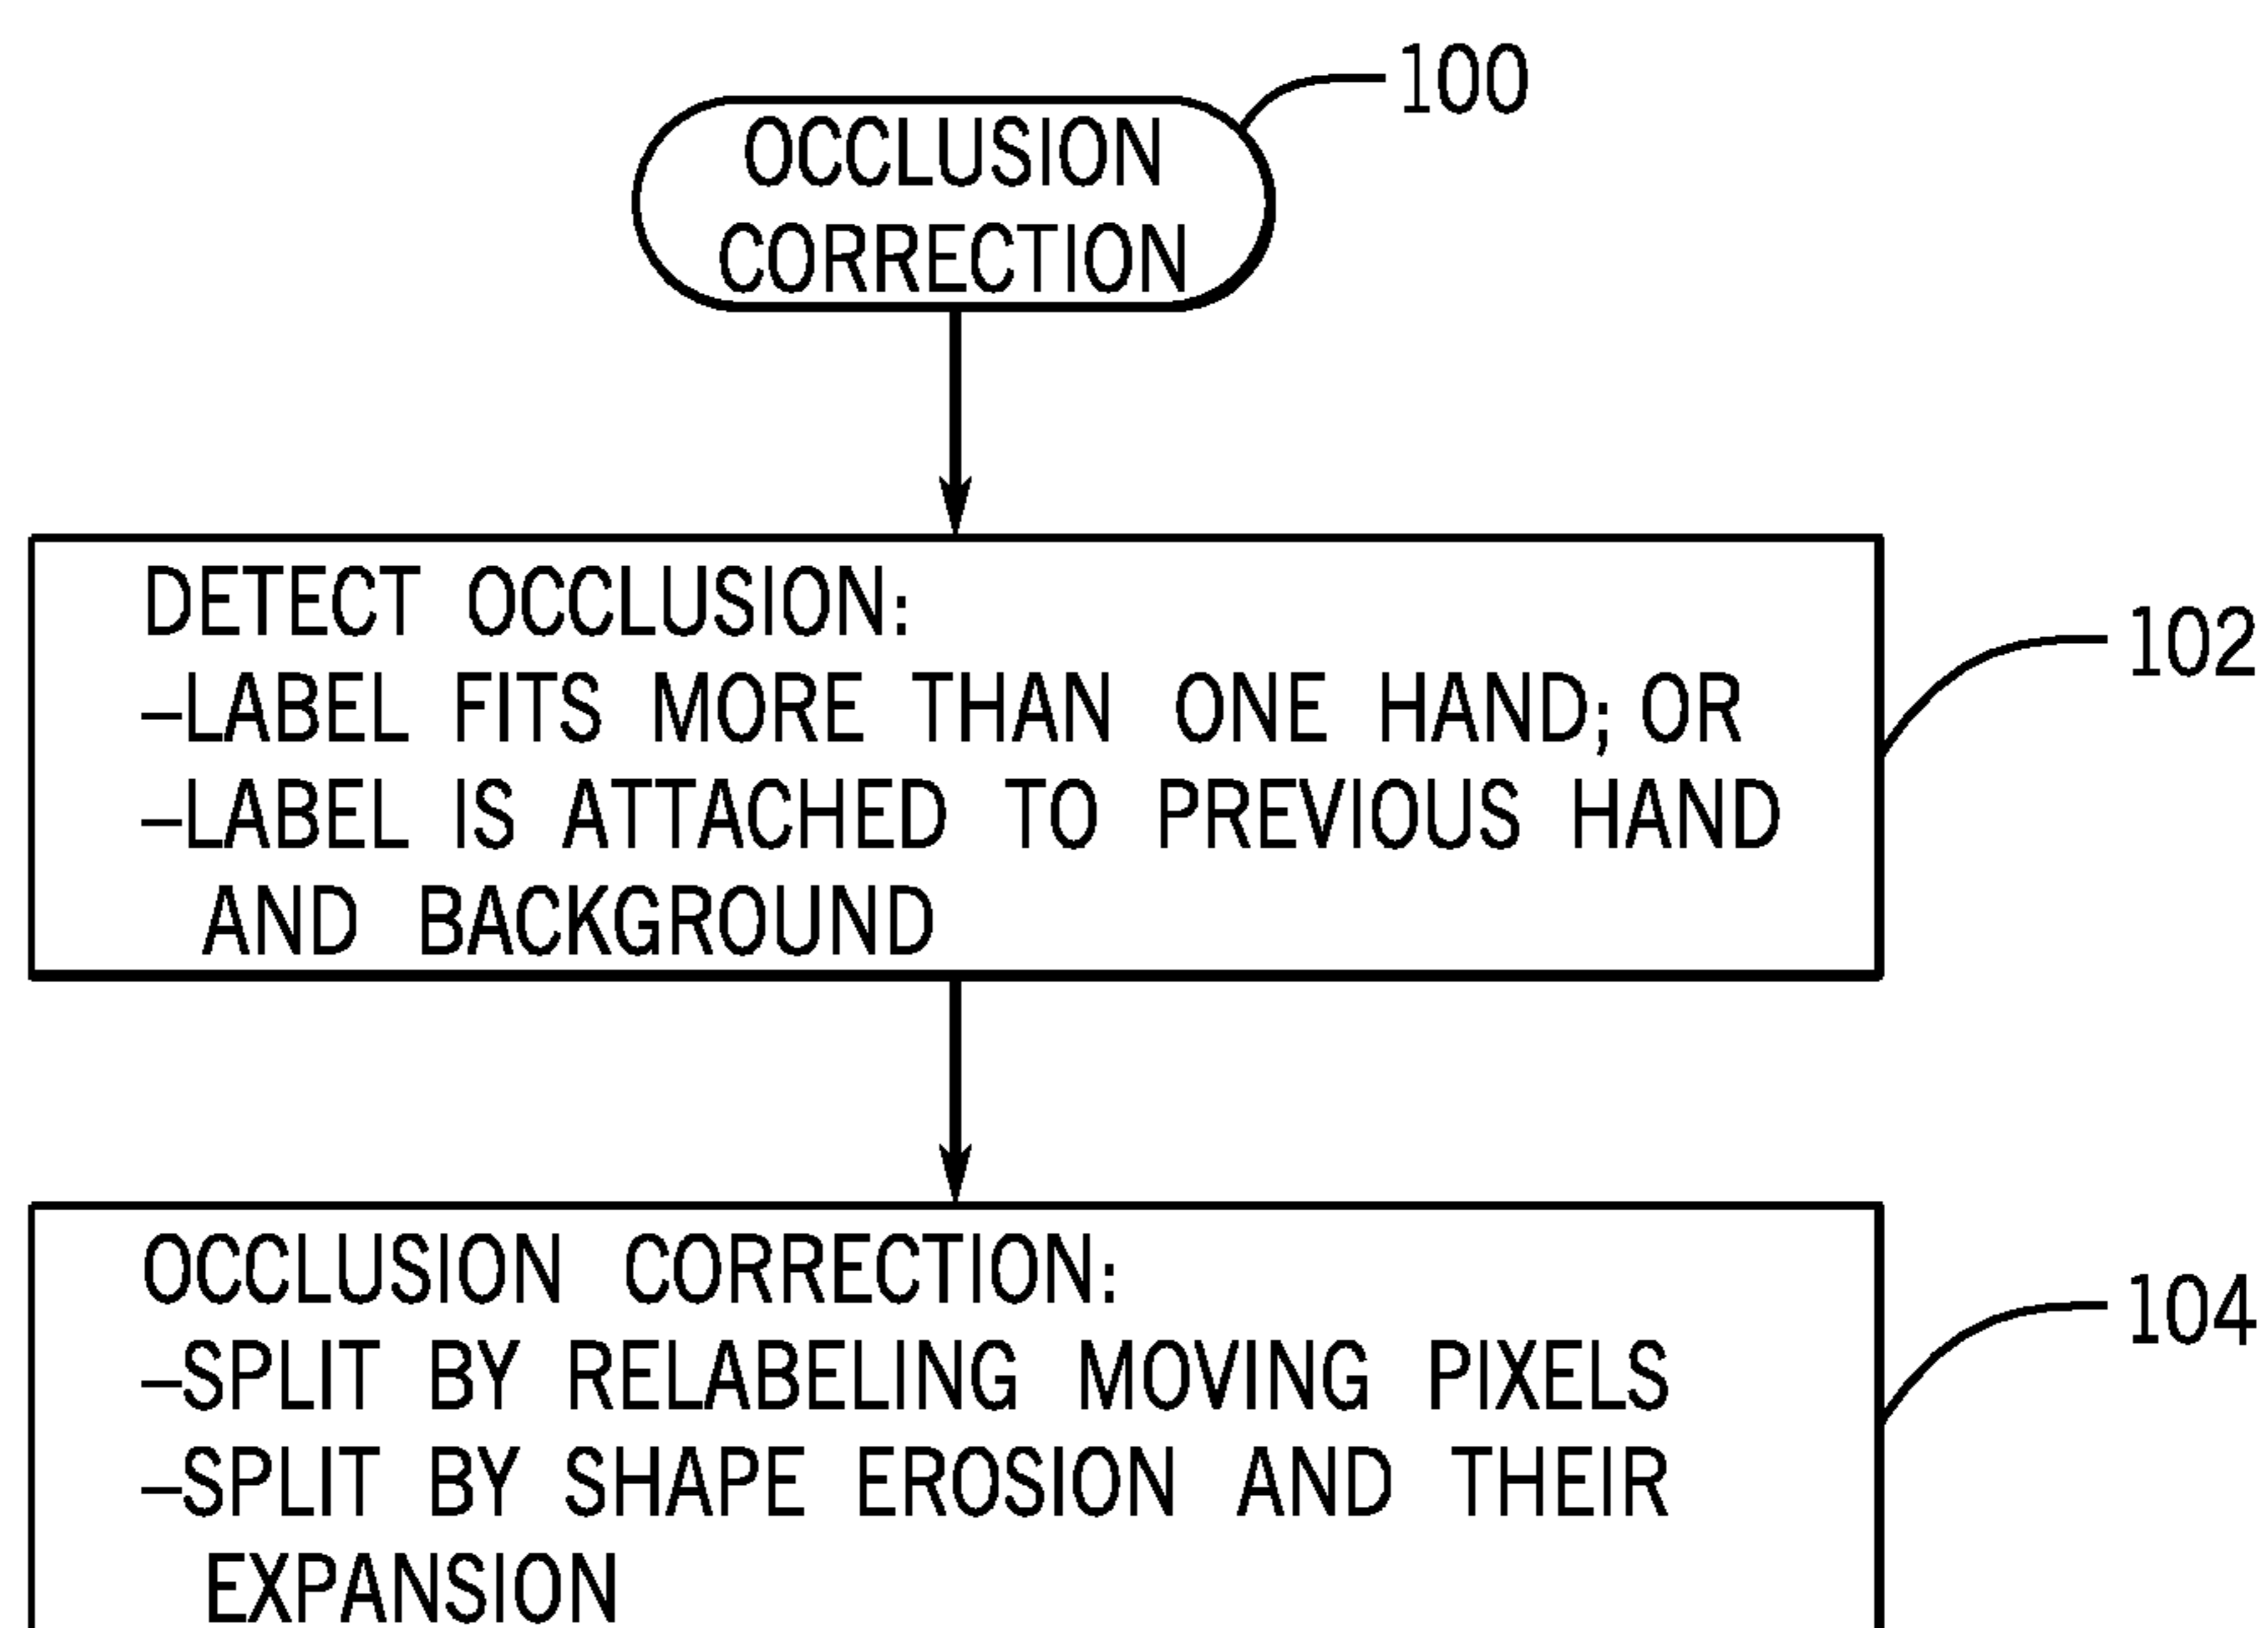 100
OCCLUSION
CORRECTION
DETECT OCCLUSION:
–LABEL FITS MORE THAN ONE HAND; OR
–LABEL IS ATTACHED TO PREVIOUS HAND
AND BACKGROUND
102
OCCLUSION CORRECTION:
–SPLIT BY RELABELING MOVING PIXELS
–SPLIT BY SHAPE EROSION AND THEIR
EXPANSION
104